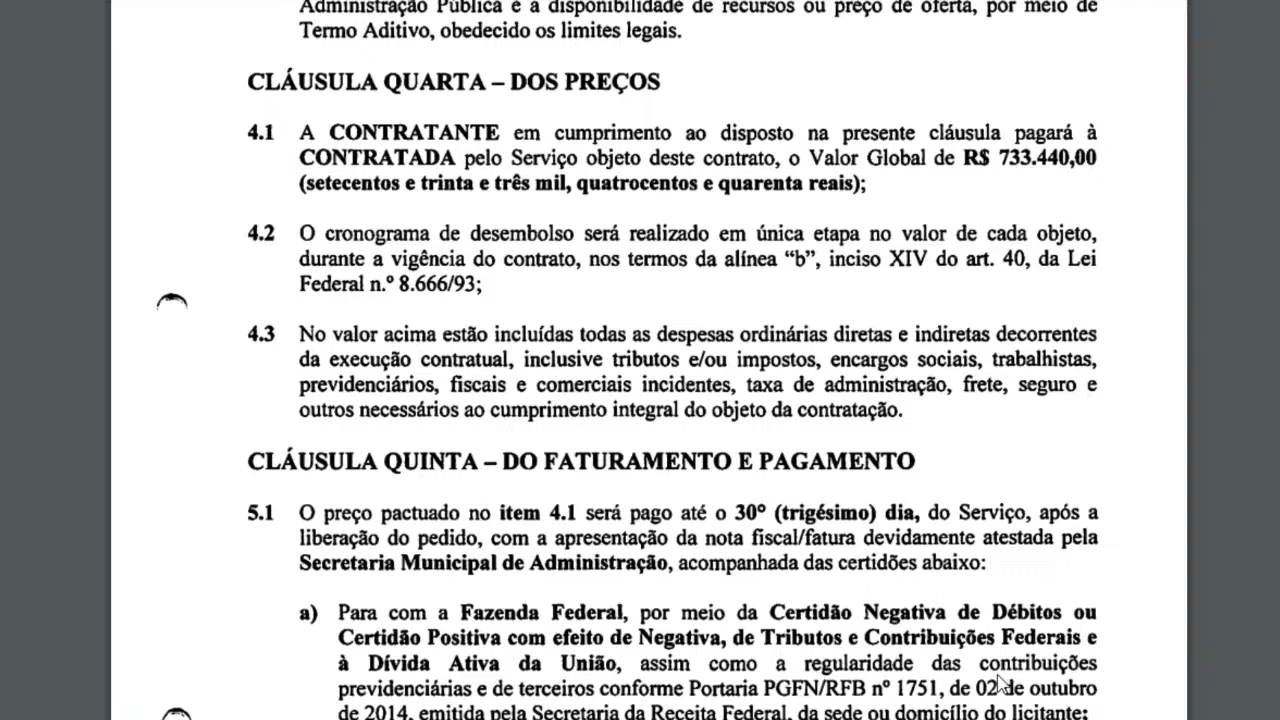 Administração Pública e a disponibilidade de recursos ou preço de oferta, por meio de
Termo Aditivo, obedecido os limites legais.
CLÁUSULA QUARTA – DOS PREÇOS
4.1 A CONTRATANTE em cumprimento ao disposto na presente cláusula pagará à
CONTRATADA pelo Serviço objeto deste contrato, o Valor Global de R$ 733.440,00
(setecentos e trinta e três mil, quatrocentos e quarenta reais);
4.2 O cronograma de desembolso será realizado em única etapa no valor de cada objeto,
durante a vigência do contrato, nos termos da alínea “b”, inciso XIV do art. 40, da Lei
Federal n.º 8.666/93;
4.3 No valor acima estão incluídas todas as despesas ordinárias diretas e indiretas decorrentes
da execução contratual, inclusive tributos e/ou impostos, encargos sociais, trabalhistas,
previdenciários, fiscais e comerciais incidentes, taxa de administração, frete, seguro e
outros necessários ao cumprimento integral do objeto da contratação.
CLÁUSULA QUINTA – DO FATURAMENTO E PAGAMENTO
5.1 O preço pactuado no item 4.1 será pago até o 30º (trigésimo) dia, do Serviço, após a
liberação do pedido, com a apresentação da nota fiscal/fatura devidamente atestada pela
Secretaria Municipal de Administração, acompanhada das certidões abaixo:
a) Para com a Fazenda Federal, por meio da Certidão Negativa de Débitos ou
Certidão Positiva com efeito de Negativa, de Tributos e Contribuições Federais e
à Dívida Ativa da União, assim como a regularidade das contribuições
previdenciárias e de terceiros conforme Portaria PGFN/RFB nº 1751, de 02 de outubro
de 2014, emitida pela Secretaria da Receita Federal, da sede ou domicílio do licitante;